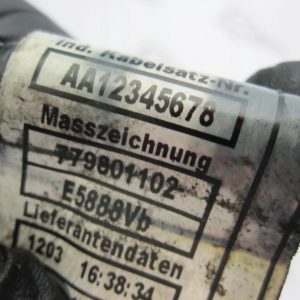 Ind. Kabelsatz-Nr.
AA12345678
Masszeichnung
779801102
E5888Vb
Lieferantendaten
1203 16:38:34